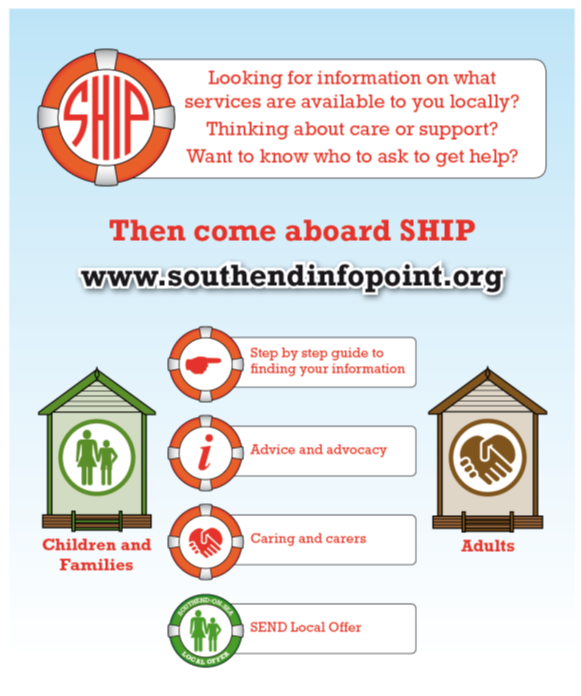 SHIP
Looking for information on what
services are available to you locally?
Thinking about care or support?
Want to know who to ask to get help?
Then come aboard SHIP
www.southendinfopoint.org
Step by step guide to
finding your information
i
Advice and advocacy
Caring and carers
Children and
Families
Adults
SOUTHEND-ON-SEA
LOCAL OFFER
SEND Local Offer